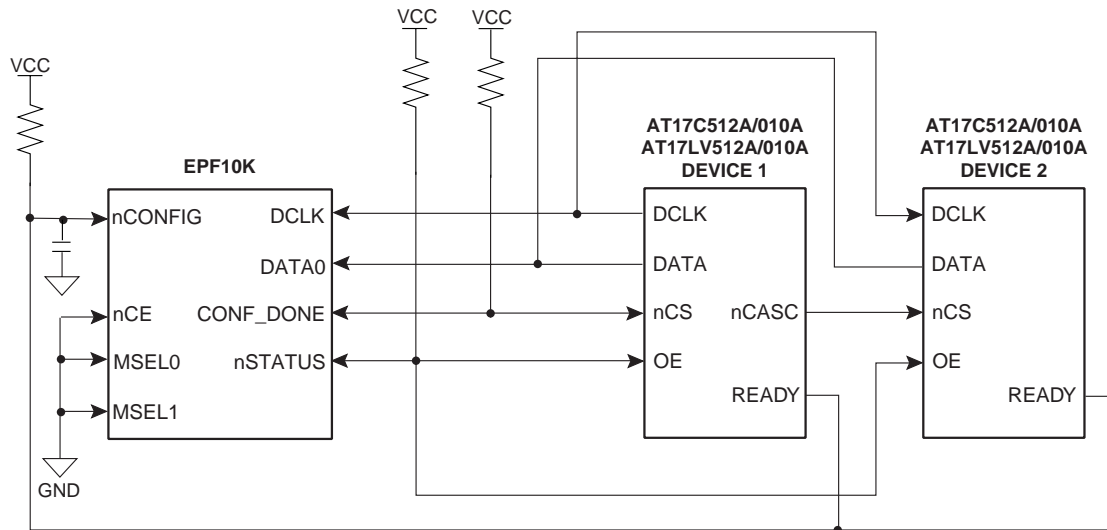 VCC
VCC
VCC
EPF10K
nCONFIG
DCLK
DATA0
nCE
CONF_DONE
MSEL0
nSTATUS
MSEL1
GND
AT17C512A/010A
AT17LV512A/010A
DEVICE 1
DCLK
DATA
nCS
nCASC
OE
READY
AT17C512A/010A
AT17LV512A/010A
DEVICE 2
DCLK
DATA
nCS
OE
READY